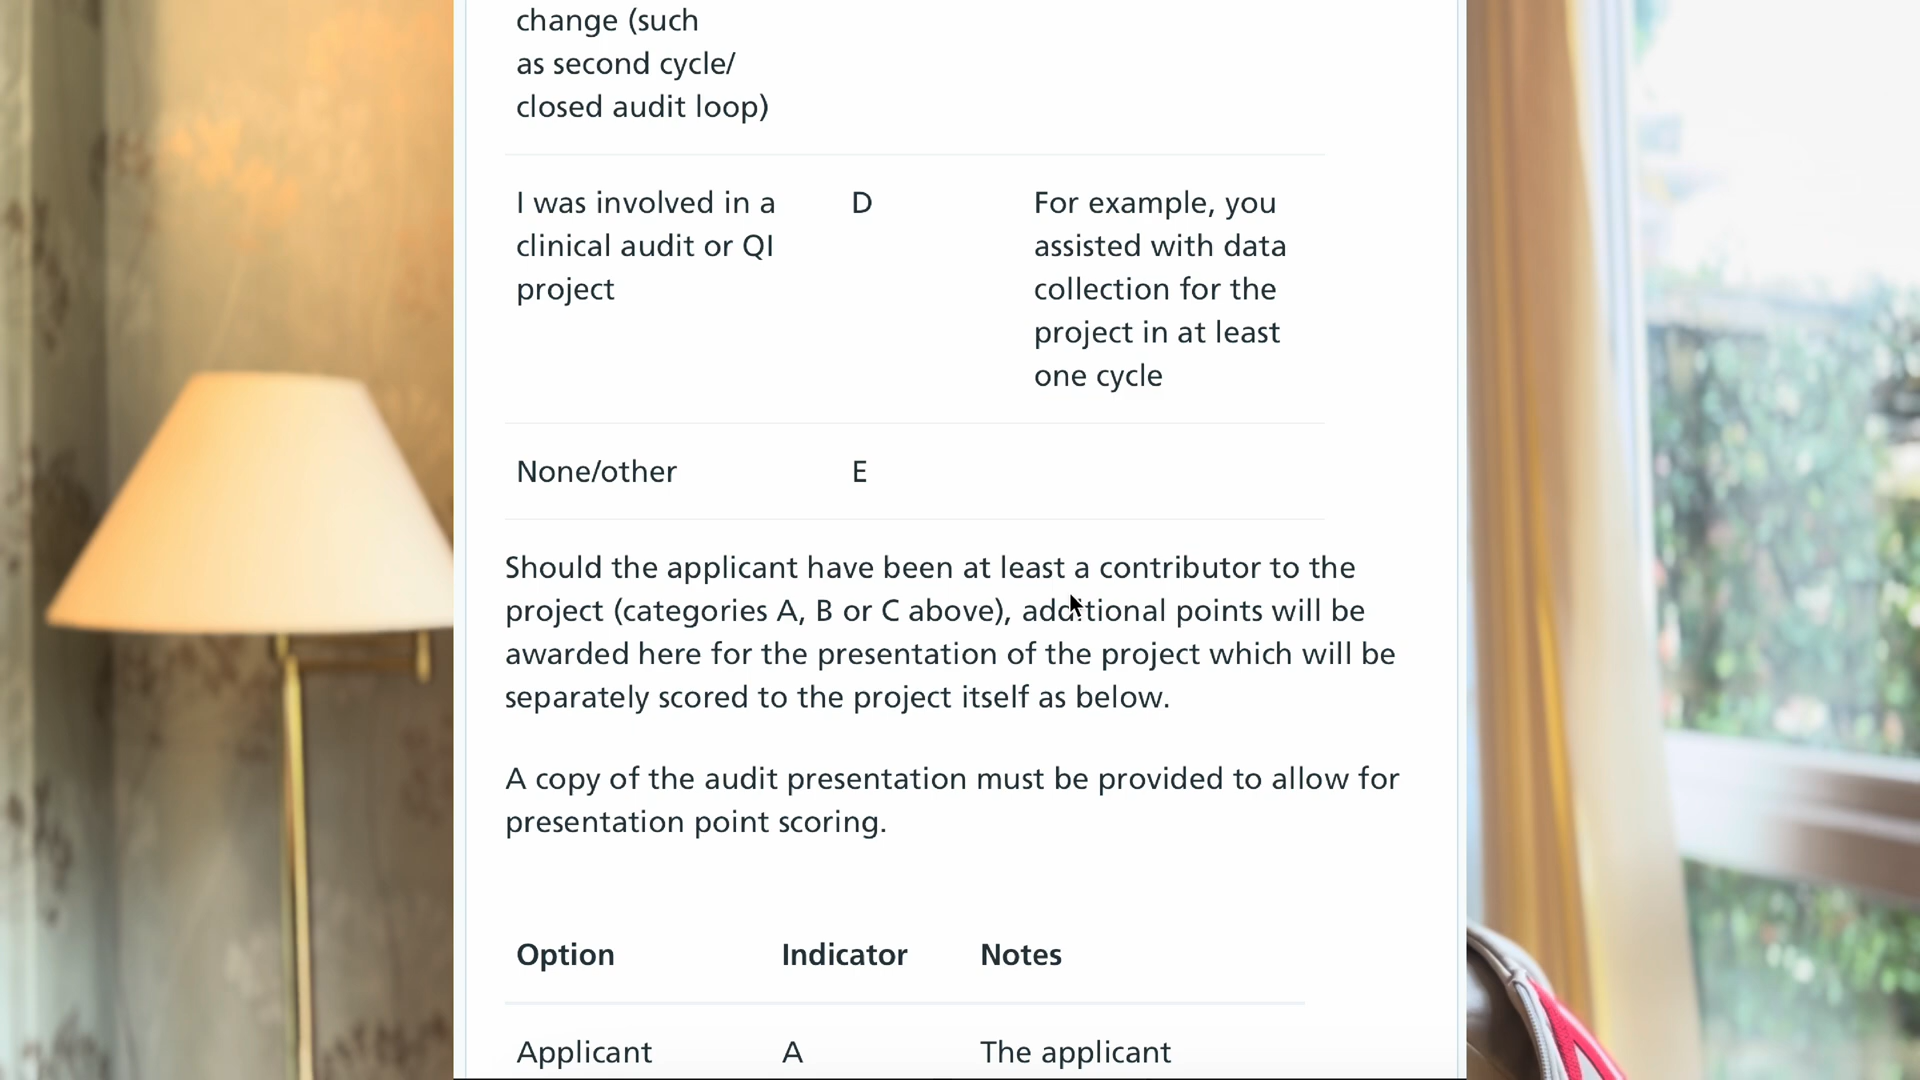 change (such
as second cycle/
closed audit loop)
I was involved in a
clinical audit or QI
project
D
For example, you
assisted with data
collection for the
project in at least
one cycle
None/other
E
Should the applicant have been at least a contributor to the
project (categories A, B or C above), additional points will be
awarded here for the presentation of the project which will be
separately scored to the project itself as below.
A copy of the audit presentation must be provided to allow for
presentation point scoring.
Option Indicator Notes
Applicant A The applicant